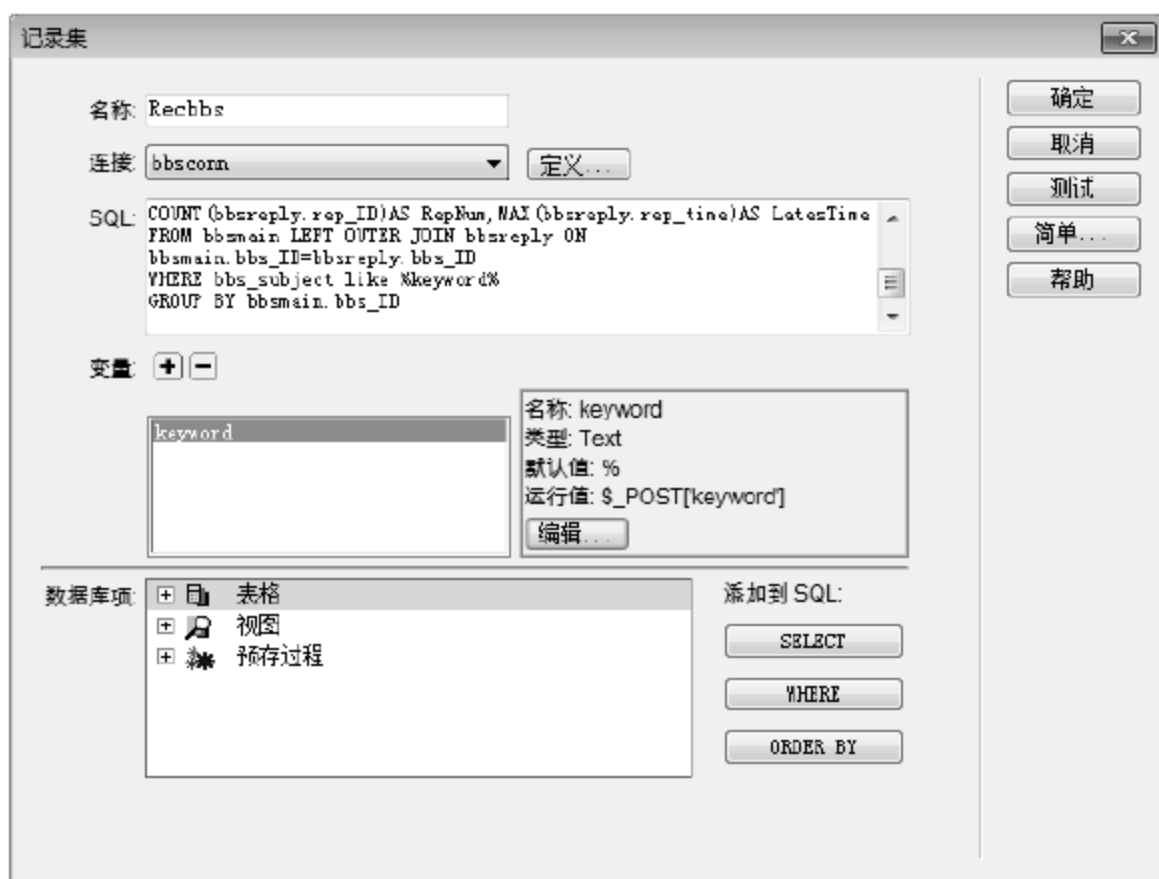 记录集
名称: Recbbs
连接: bbsconn
定义...
SQL: COUNT(bbsreply.rep_ID)AS RepNum,MAX(bbsreply.rep_time)AS LatesTime
FROM bbsmain LEFT OUTER JOIN bbsreply ON
bbsmain.bbs_ID=bbsreply.bbs_ID
WHERE bbs_subject like %keyword%
GROUP BY bbsmain.bbs_ID
变量:
keyword
名称: keyword
类型: Text
默认值: %
运行值: $_POST['keyword']
编辑...
数据库项:
表格
视图
预存过程
添加到 SQL:
SELECT
WHERE
ORDER BY
确定
取消
测试
简单...
帮助